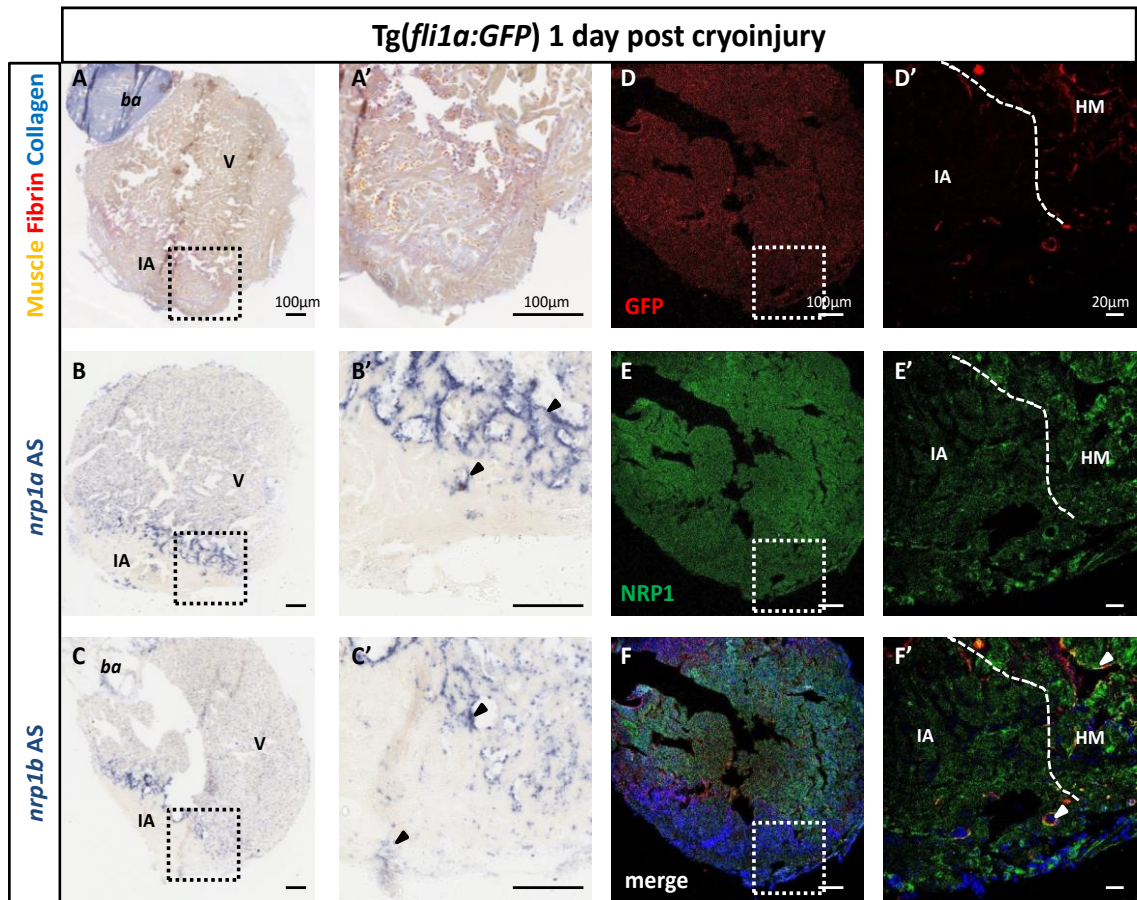 Tg(fli1a:GFP) 1 day post cryoinjury
Muscle Fibrin Collagen
A
ba
V
IA
100µm
A’
100µm
D
GFP
100µm
D’
HM
IA
20µm
nrp1a AS
B
V
IA
B’
E
NRP1
E’
IA
HM
nrp1b AS
C
ba
V
IA
C’
F
merge
F’
IA
HM